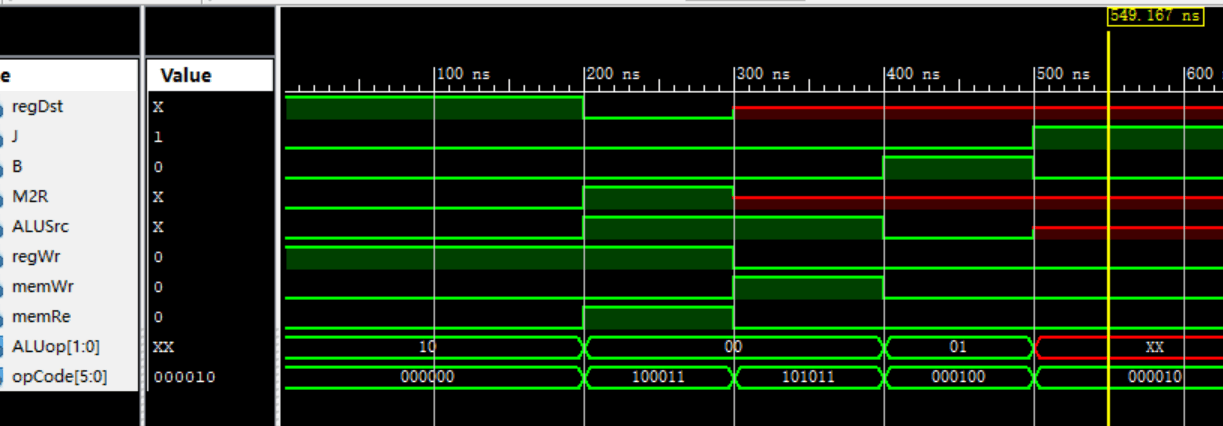 549.167 ns
e Value
100 ns 200 ns 300 ns 400 ns 500 ns 600
regDst X
J 1
B 0
M2R X
ALUSrc X
regWr 0
memWr 0
memRe 0
ALUop[1:0] XX 10 00 01 XX
opCode[5:0] 000010 000000 100011 101011 000100 000010